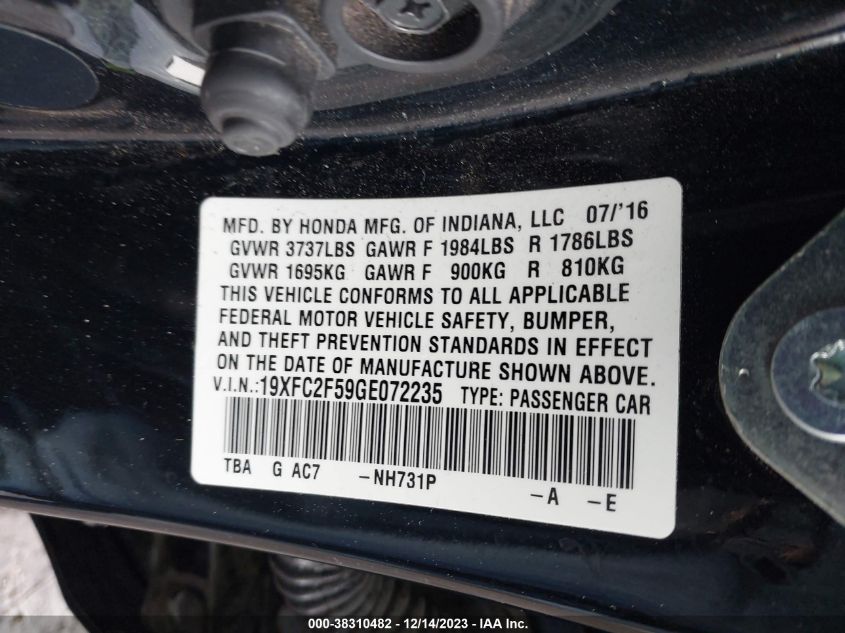 MFD. BY HONDA MFG. OF INDIANA, LLC 07/'16
GVWR 3737LBS GAWR F 1984LBS R 1786LBS
GVWR 1695KG GAWR F 900KG R 810KG
THIS VEHICLE CONFORMS TO ALL APPLICABLE
FEDERAL MOTOR VEHICLE SAFETY, BUMPER,
AND THEFT PREVENTION STANDARDS IN EFFECT
ON THE DATE OF MANUFACTURE SHOWN ABOVE.
V.I.N.:19XFC2F59GE072235 TYPE: PASSENGER CAR
TBA G AC7 -NH731P -A -E
000-38310482 - 12/14/2023 - IAA Inc.